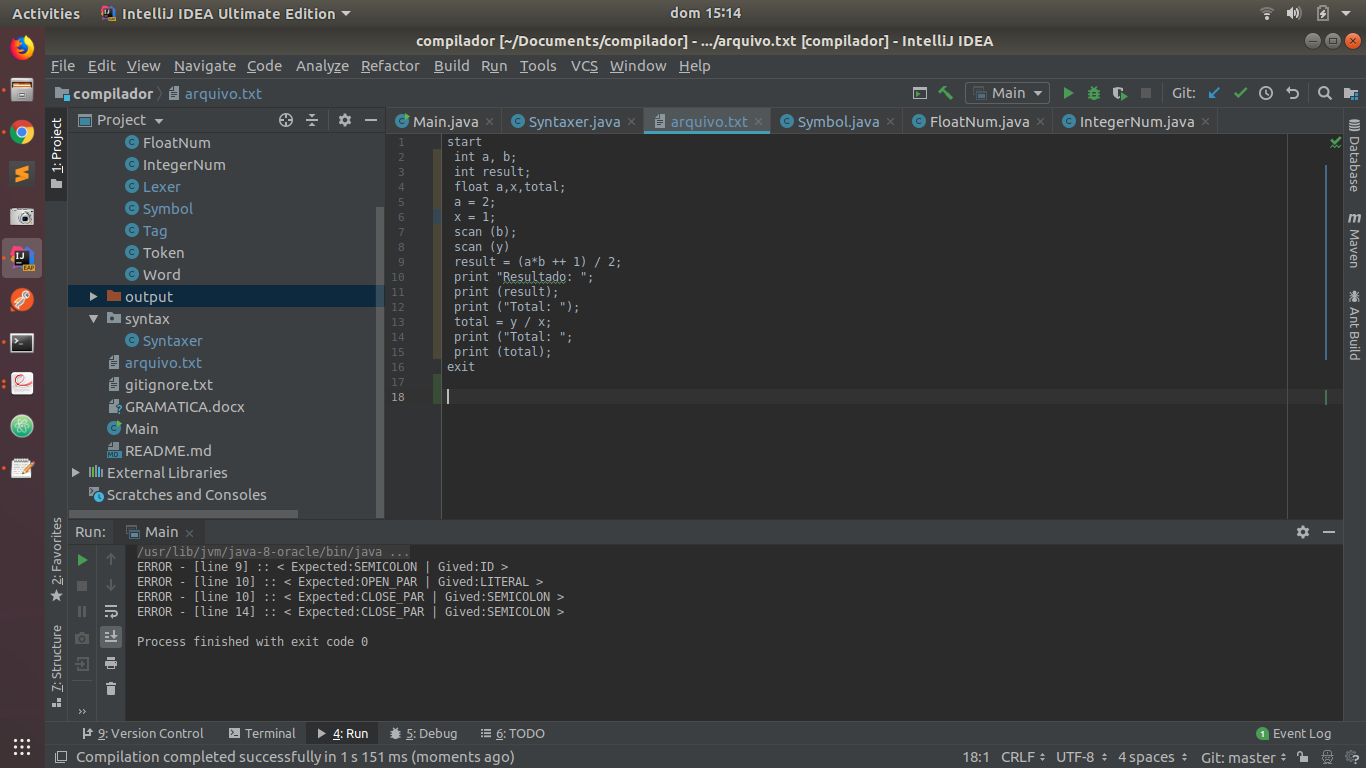 Activities IntelliJ IDEA Ultimate Edition dom 15:14
compilador [~/Documents/compilador] - .../arquivo.txt [compilador] - IntelliJ IDEA
File Edit View Navigate Code Analyze Refactor Build Run Tools VCS Window Help
compilador arquivo.txt Main Git:
1: Project
Project
FloatNum
IntegerNum
Lexer
Symbol
Tag
Token
Word
output
syntax
Syntaxer
arquivo.txt
gitignore.txt
GRAMATICA.docx
Main
README.md
External Libraries
Scratches and Consoles
Main.java Syntaxer.java arquivo.txt Symbol.java FloatNum.java IntegerNum.java
1 start
2 int a, b;
3 int result;
4 float a,x,total;
5 a = 2;
6 x = 1;
7 scan (b);
8 scan (y)
9 result = (a*b ++ 1) / 2;
10 print "Resultado: ";
11 print (result);
12 print ("Total: ");
13 total = y / x;
14 print ("Total: ";
15 print (total);
16 exit
17
18
Database
Maven
Ant Build
2: Favorites
7: Structure
Run: Main
/usr/lib/jvm/java-8-oracle/bin/java ...
ERROR - [line 9] :: < Expected:SEMICOLON | Gived:ID >
ERROR - [line 10] :: < Expected:OPEN_PAR | Gived:LITERAL >
ERROR - [line 10] :: < Expected:CLOSE_PAR | Gived:SEMICOLON >
ERROR - [line 14] :: < Expected:CLOSE_PAR | Gived:SEMICOLON >
Process finished with exit code 0
9: Version Control Terminal 4: Run 5: Debug 6: TODO 1 Event Log
Compilation completed successfully in 1 s 151 ms (moments ago) 18:1 CRLF UTF-8 4 spaces Git: master